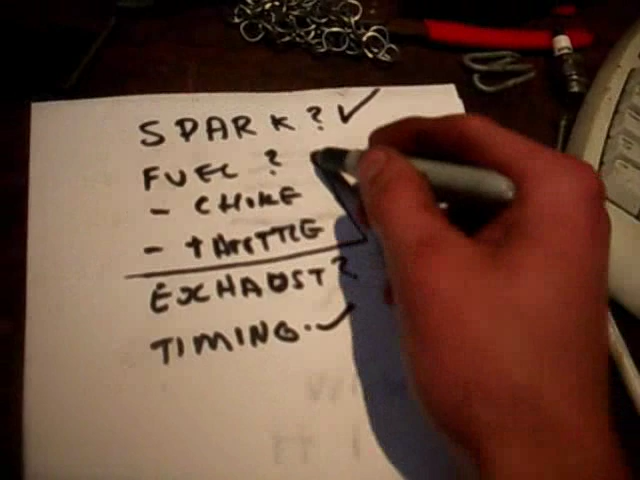 SPARK? ✓
FUEL ?
- CHOKE
- THROTTLE
EXHAUST?
TIMING. ✓